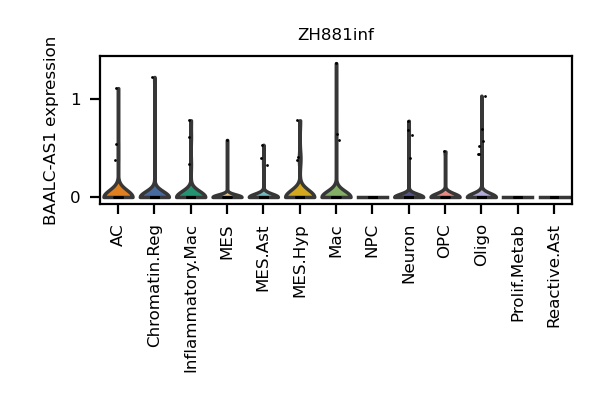 ZH881inf
BAALC-AS1 expression
1
0
AC
Chromatin.Reg
Inflammatory.Mac
MES
MES.Ast
MES.Hyp
Mac
NPC
Neuron
OPC
Oligo
Prolif.Metab
Reactive.Ast